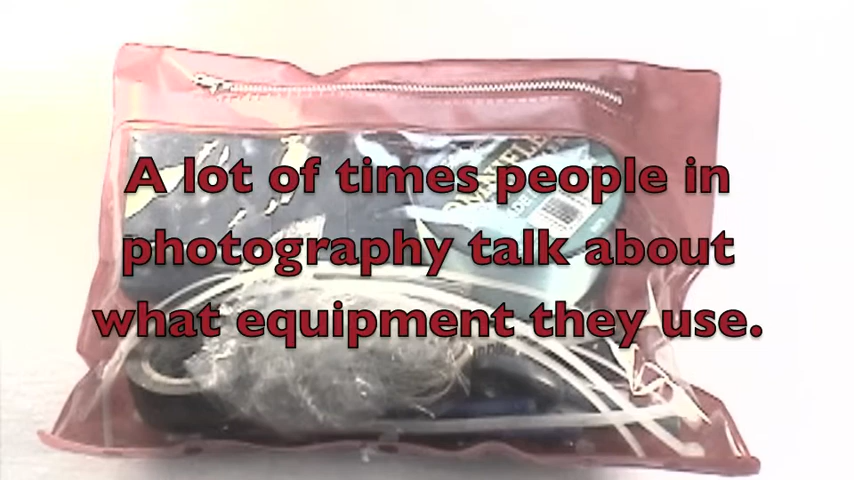 A lot of times people in
photography talk about
what equipment they use.